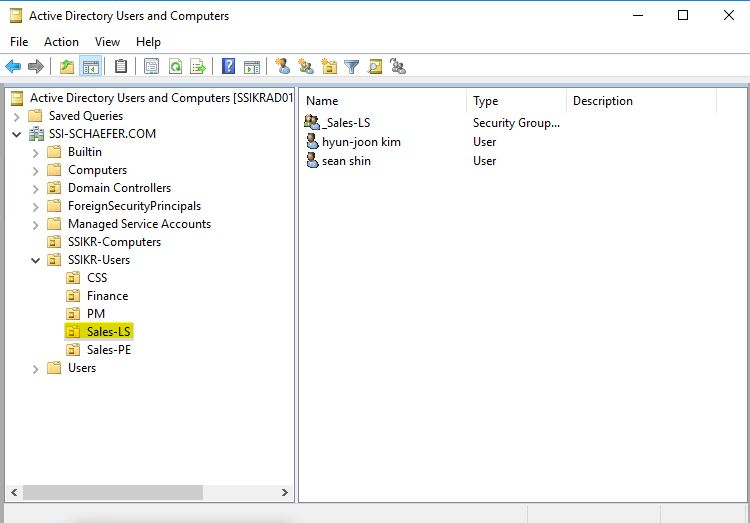 Active Directory Users and Computers
File Action View Help
Active Directory Users and Computers [SSIKRAD01
Saved Queries
SSI-SCHAEFER.COM
Builtin
Computers
Domain Controllers
ForeignSecurityPrincipals
Managed Service Accounts
SSIKR-Computers
SSIKR-Users
CSS
Finance
PM
Sales-LS
Sales-PE
Users
Name Type Description
_Sales-LS Security Group...
hyun-joon kim User
sean shin User